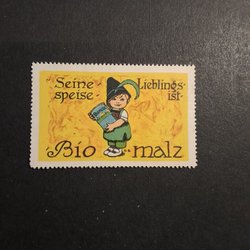 Seine Lieblings-
speise ist
Bio malz